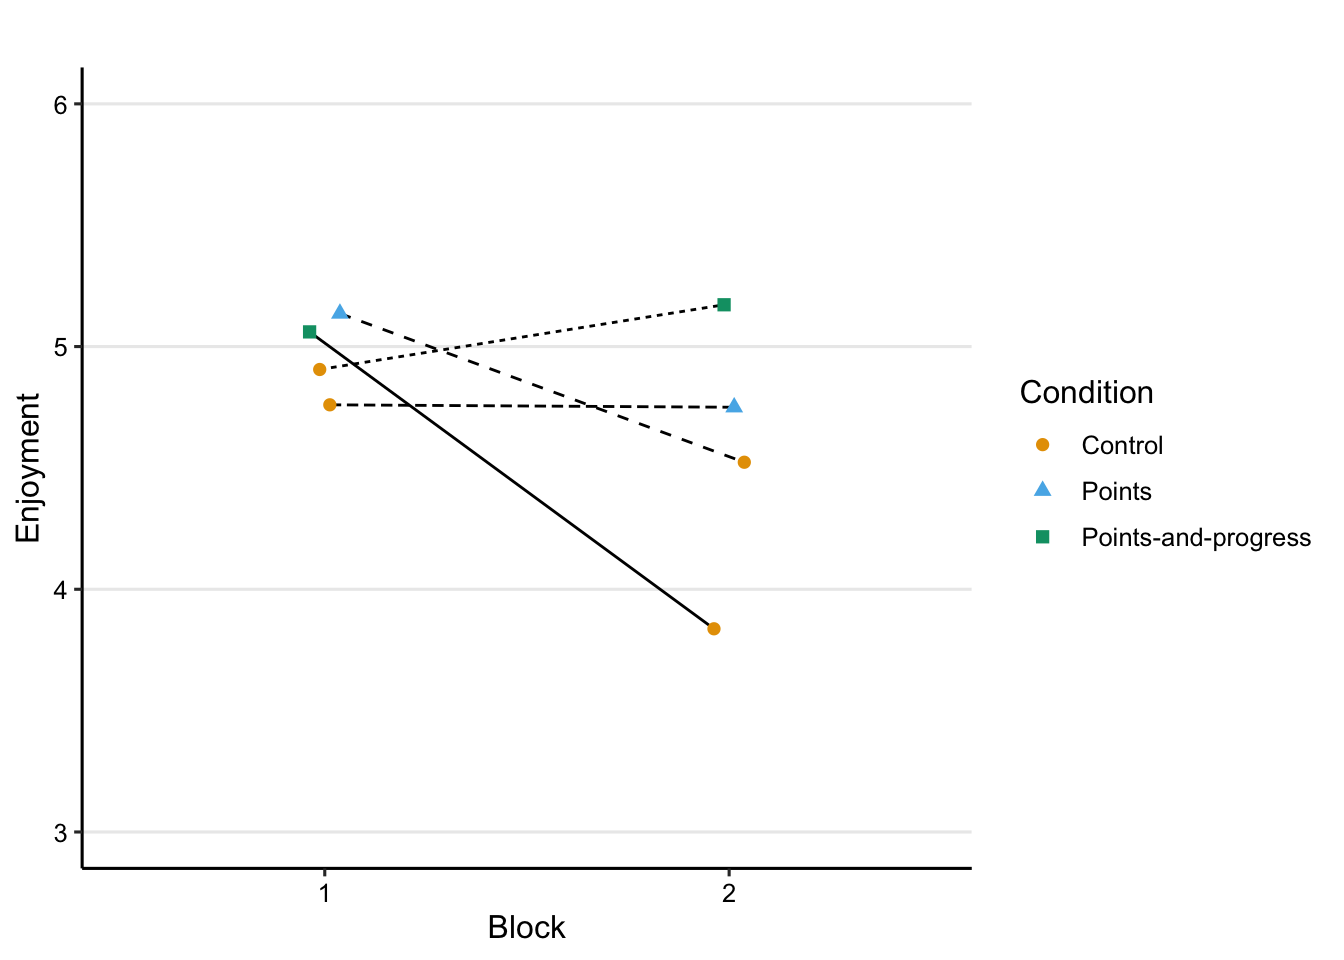 6
5
4
3
Enjoyment
1
2
Block
Condition
Control
Points
Points-and-progress